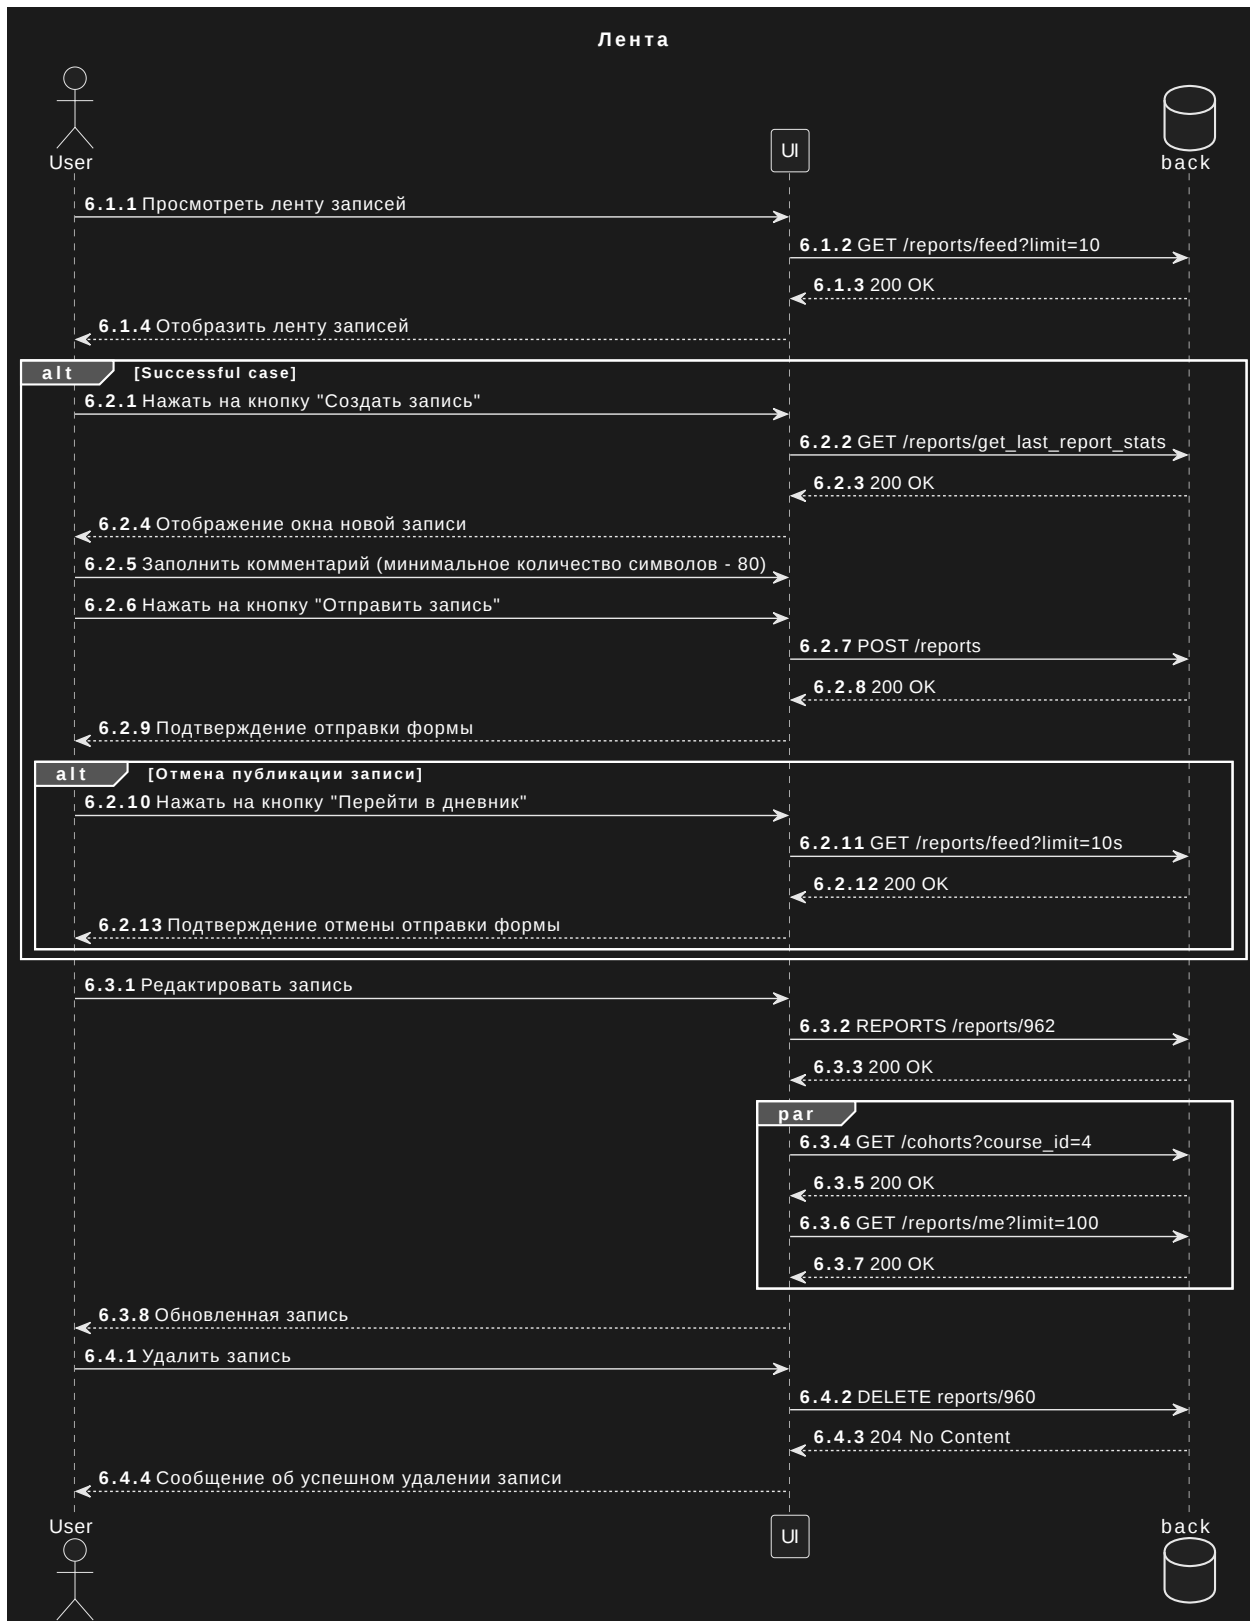 Лента
User
UI
back
6.1.1 Просмотреть ленту записей
6.1.2 GET /reports/feed?limit=10
6.1.3 200 OK
6.1.4 Отобразить ленту записей
alt [Successful case]
6.2.1 Нажать на кнопку "Создать запись"
6.2.2 GET /reports/get_last_report_stats
6.2.3 200 OK
6.2.4 Отображение окна новой записи
6.2.5 Заполнить комментарий (минимальное количество символов - 80)
6.2.6 Нажать на кнопку "Отправить запись"
6.2.7 POST /reports
6.2.8 200 OK
6.2.9 Подтверждение отправки формы
alt [Отмена публикации записи]
6.2.10 Нажать на кнопку "Перейти в дневник"
6.2.11 GET /reports/feed?limit=10s
6.2.12 200 OK
6.2.13 Подтверждение отмены отправки формы
6.3.1 Редактировать запись
6.3.2 REPORTS /reports/962
6.3.3 200 OK
par
6.3.4 GET /cohorts?course_id=4
6.3.5 200 OK
6.3.6 GET /reports/me?limit=100
6.3.7 200 OK
6.3.8 Обновленная запись
6.4.1 Удалить запись
6.4.2 DELETE reports/960
6.4.3 204 No Content
6.4.4 Сообщение об успешном удалении записи
User
UI
back